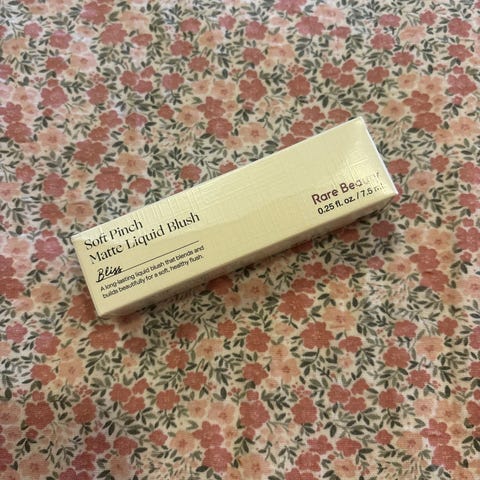 Soft Pinch
Matte Liquid Blush
Bliss
A long-lasting liquid blush that blends and
builds beautifully for a soft, healthy flush.
Rare Beauty
0.25 fl. oz. / 7.5 mL